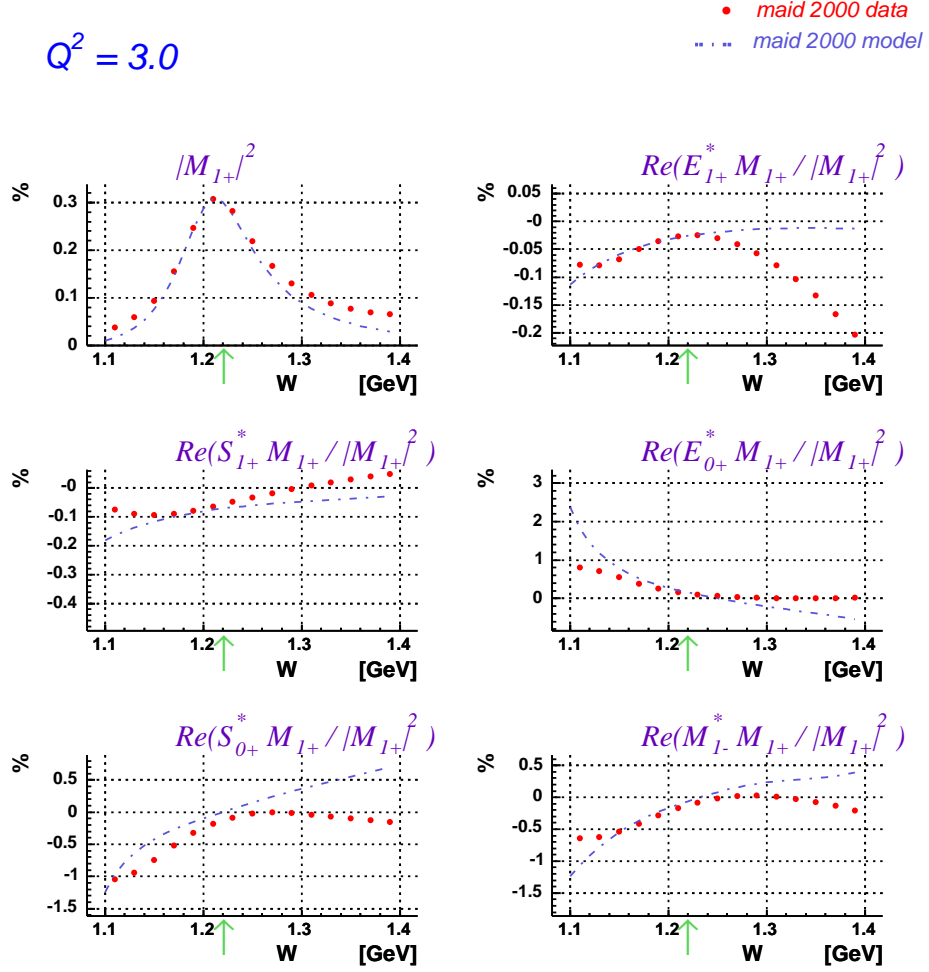 maid 2000 data
maid 2000 model
Q² = 3.0
|M₁₊|²
%
0.3
0.2
0.1
0
1.1 1.2 1.3 1.4
W [GeV]
Re(E*₁₊ M₁₊ / |M₁₊|² )
%
0.05
-0
-0.05
-0.1
-0.15
-0.2
1.1 1.2 1.3 1.4
W [GeV]
Re(S*₁₊ M₁₊ / |M₁₊|² )
%
-0
-0.1
-0.2
-0.3
-0.4
1.1 1.2 1.3 1.4
W [GeV]
Re(E*₀₊ M₁₊ / |M₁₊|² )
%
3
2
1
0
1.1 1.2 1.3 1.4
W [GeV]
Re(S*₀₊ M₁₊ / |M₁₊|² )
%
0.5
0
-0.5
-1
-1.5
1.1 1.2 1.3 1.4
W [GeV]
Re(M*₁₋ M₁₊ / |M₁₊|² )
%
0.5
0
-0.5
-1
-1.5
1.1 1.2 1.3 1.4
W [GeV]